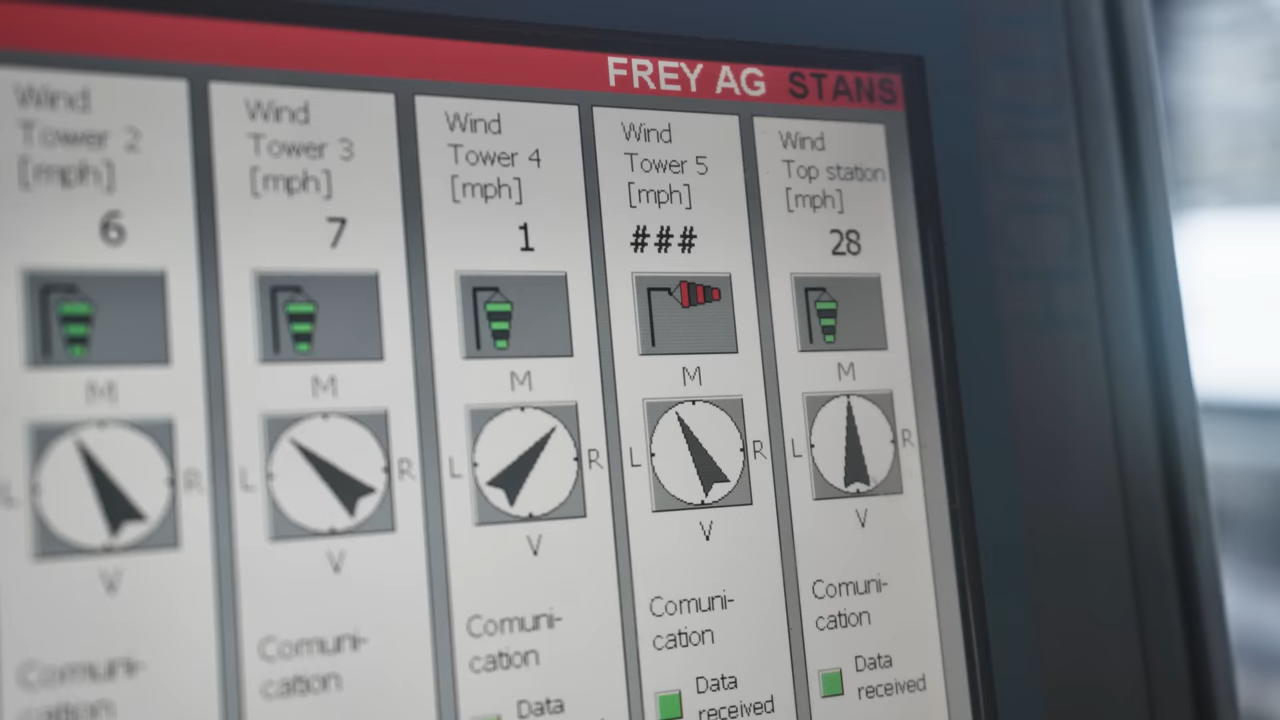 FREY AG STANS
Wind
Tower 2
[mph]
6
M
L
R
V
Comuni-
cation
Wind
Tower 3
[mph]
7
M
L
R
V
Comuni-
cation
Wind
Tower 4
[mph]
1
M
L
R
V
Comuni-
cation
Data
Wind
Tower 5
[mph]
###
M
L
R
V
Comuni-
cation
Data
received
Wind
Top station
[mph]
28
M
L
R
V
Comuni-
cation
Data
received